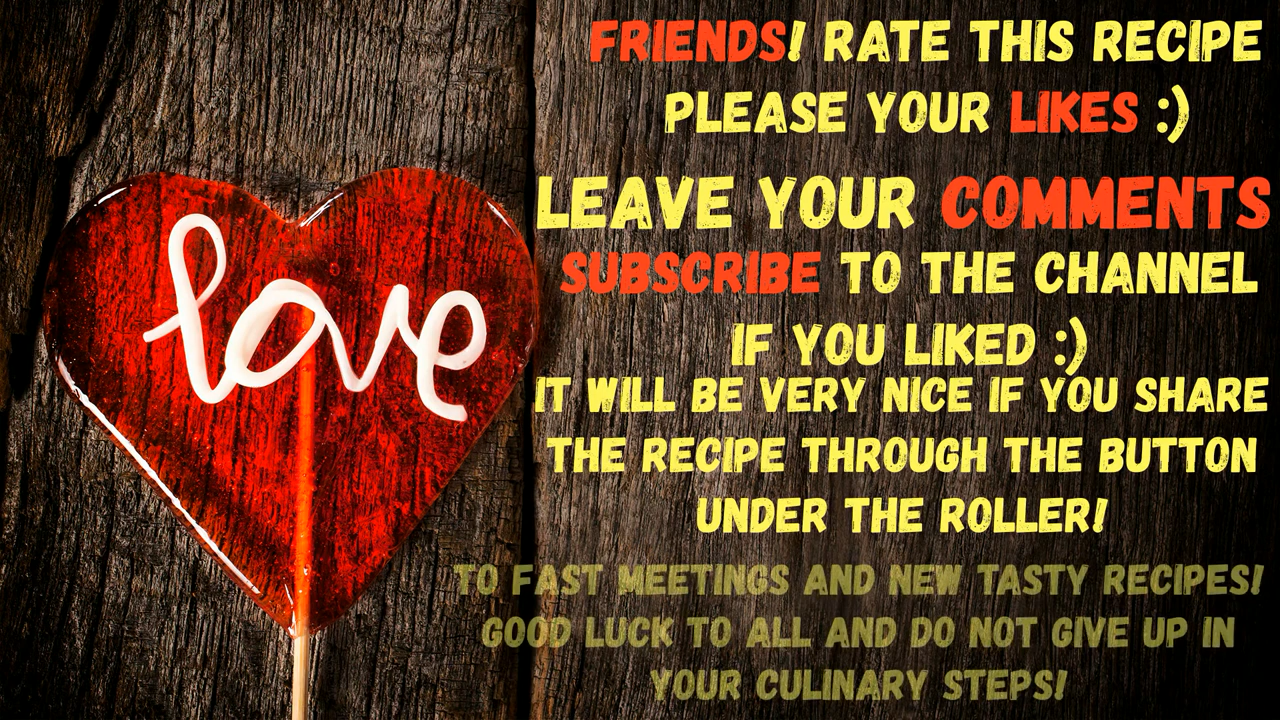 love
FRIENDS! RATE THIS RECIPE
PLEASE YOUR LIKES :)
LEAVE YOUR COMMENTS
SUBSCRIBE TO THE CHANNEL
IF YOU LIKED :)
IT WILL BE VERY NICE IF YOU SHARE
THE RECIPE THROUGH THE BUTTON
UNDER THE ROLLER!
TO FAST MEETINGS AND NEW TASTY RECIPES!
GOOD LUCK TO ALL AND DO NOT GIVE UP IN
YOUR CULINARY STEPS!